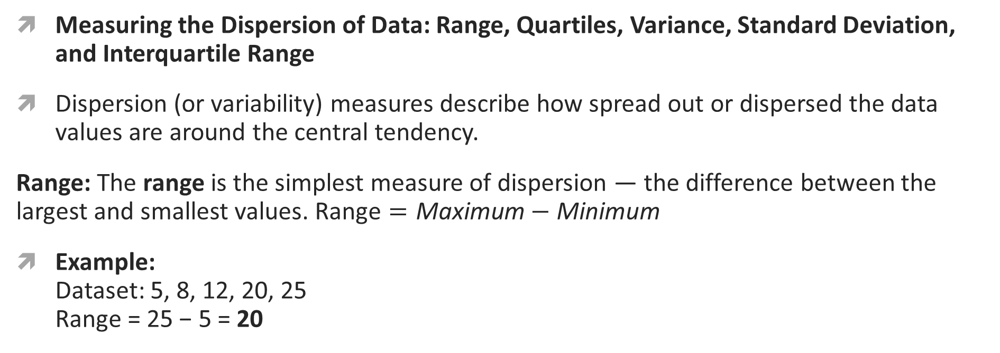 Measuring the Dispersion of Data: Range, Quartiles, Variance, Standard Deviation,
and Interquartile Range
Dispersion (or variability) measures describe how spread out or dispersed the data
values are around the central tendency.
Range: The range is the simplest measure of dispersion — the difference between the
largest and smallest values. Range = Maximum − Minimum
Example:
Dataset: 5, 8, 12, 20, 25
Range = 25 − 5 = 20